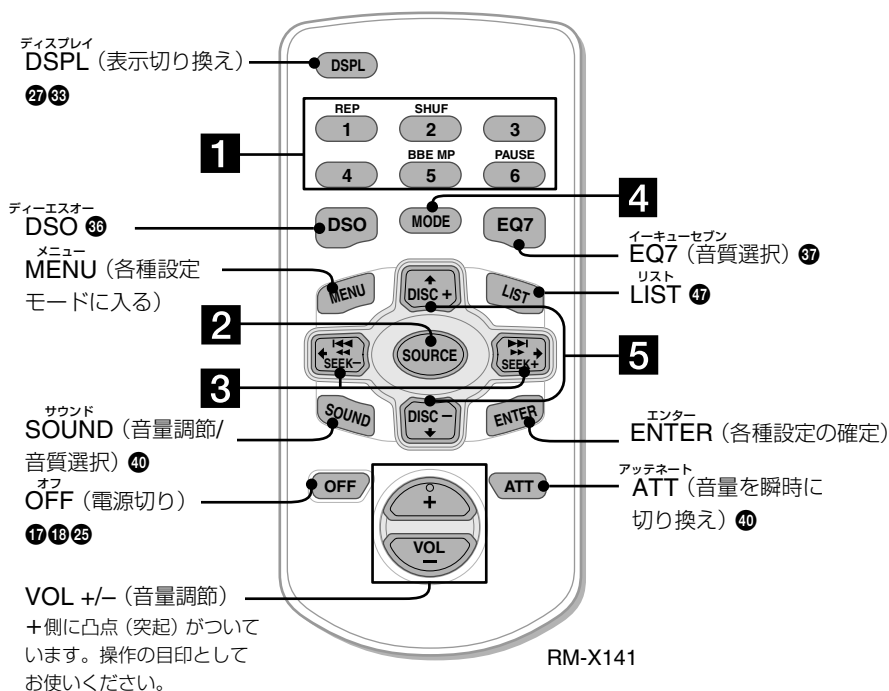 ディスプレイ
DSPL（表示切り換え）
㉗㉝
DSPL
REP SHUF
1 2 3
BBE MP PAUSE
4 5 6
1
4
ディーエスオー
DSO ㊱
DSO MODE EQ7
イーキューセブン
EQ7（音質選択）㊲
メニュー
MENU（各種設定
モードに入る）
リスト
LIST ㊼
MENU DISC + LIST
2
3
SEEK− SOURCE SEEK+
5
サウンド
SOUND（音量調節/
音質選択）㊵
SOUND DISC − ENTER
エンター
ENTER（各種設定の確定）
オフ
OFF（電源切り）
⓱⓲㉕
OFF + ATT
アッテネート
ATT（音量を瞬時に
切り換え）㊵
VOL
−
VOL +/−（音量調節）
＋側に凸点（突起）がついて
います。操作の目印として
お使いください。
RM-X141